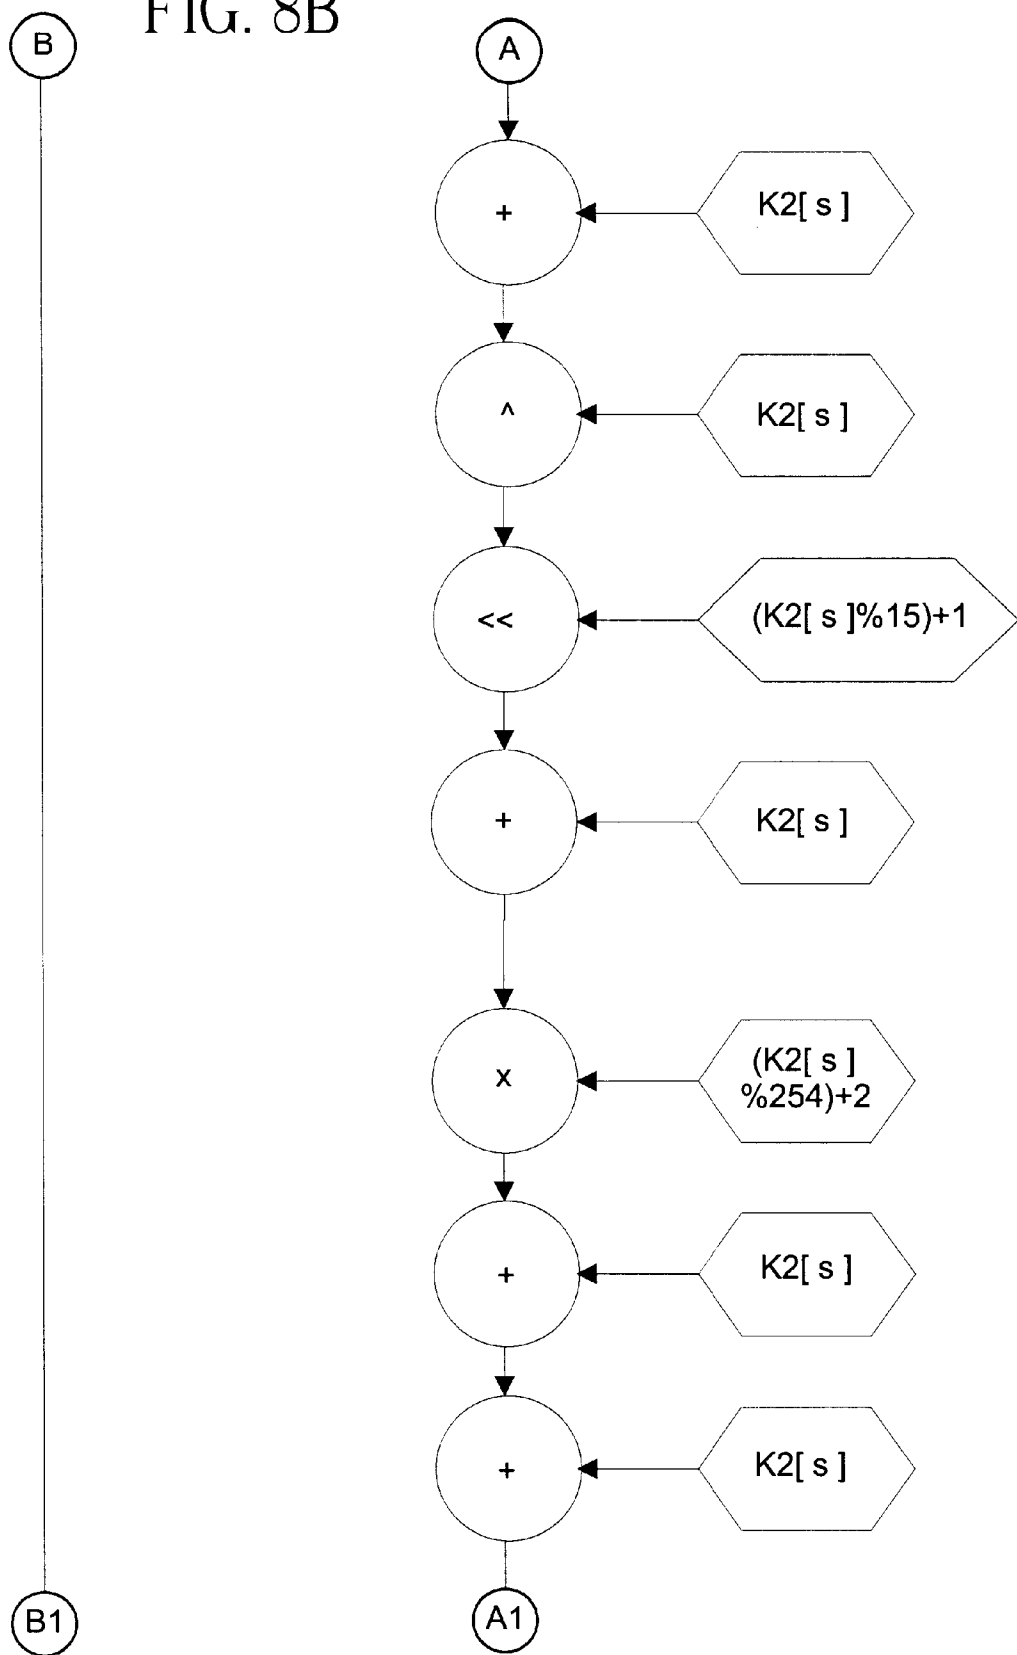 FIG. 8B
B
A
+
K2[ s ]
^
K2[ s ]
<<
(K2[ s ]%15)+1
+
K2[ s ]
x
(K2[ s ]
%254)+2
+
K2[ s ]
+
K2[ s ]
B1
A1